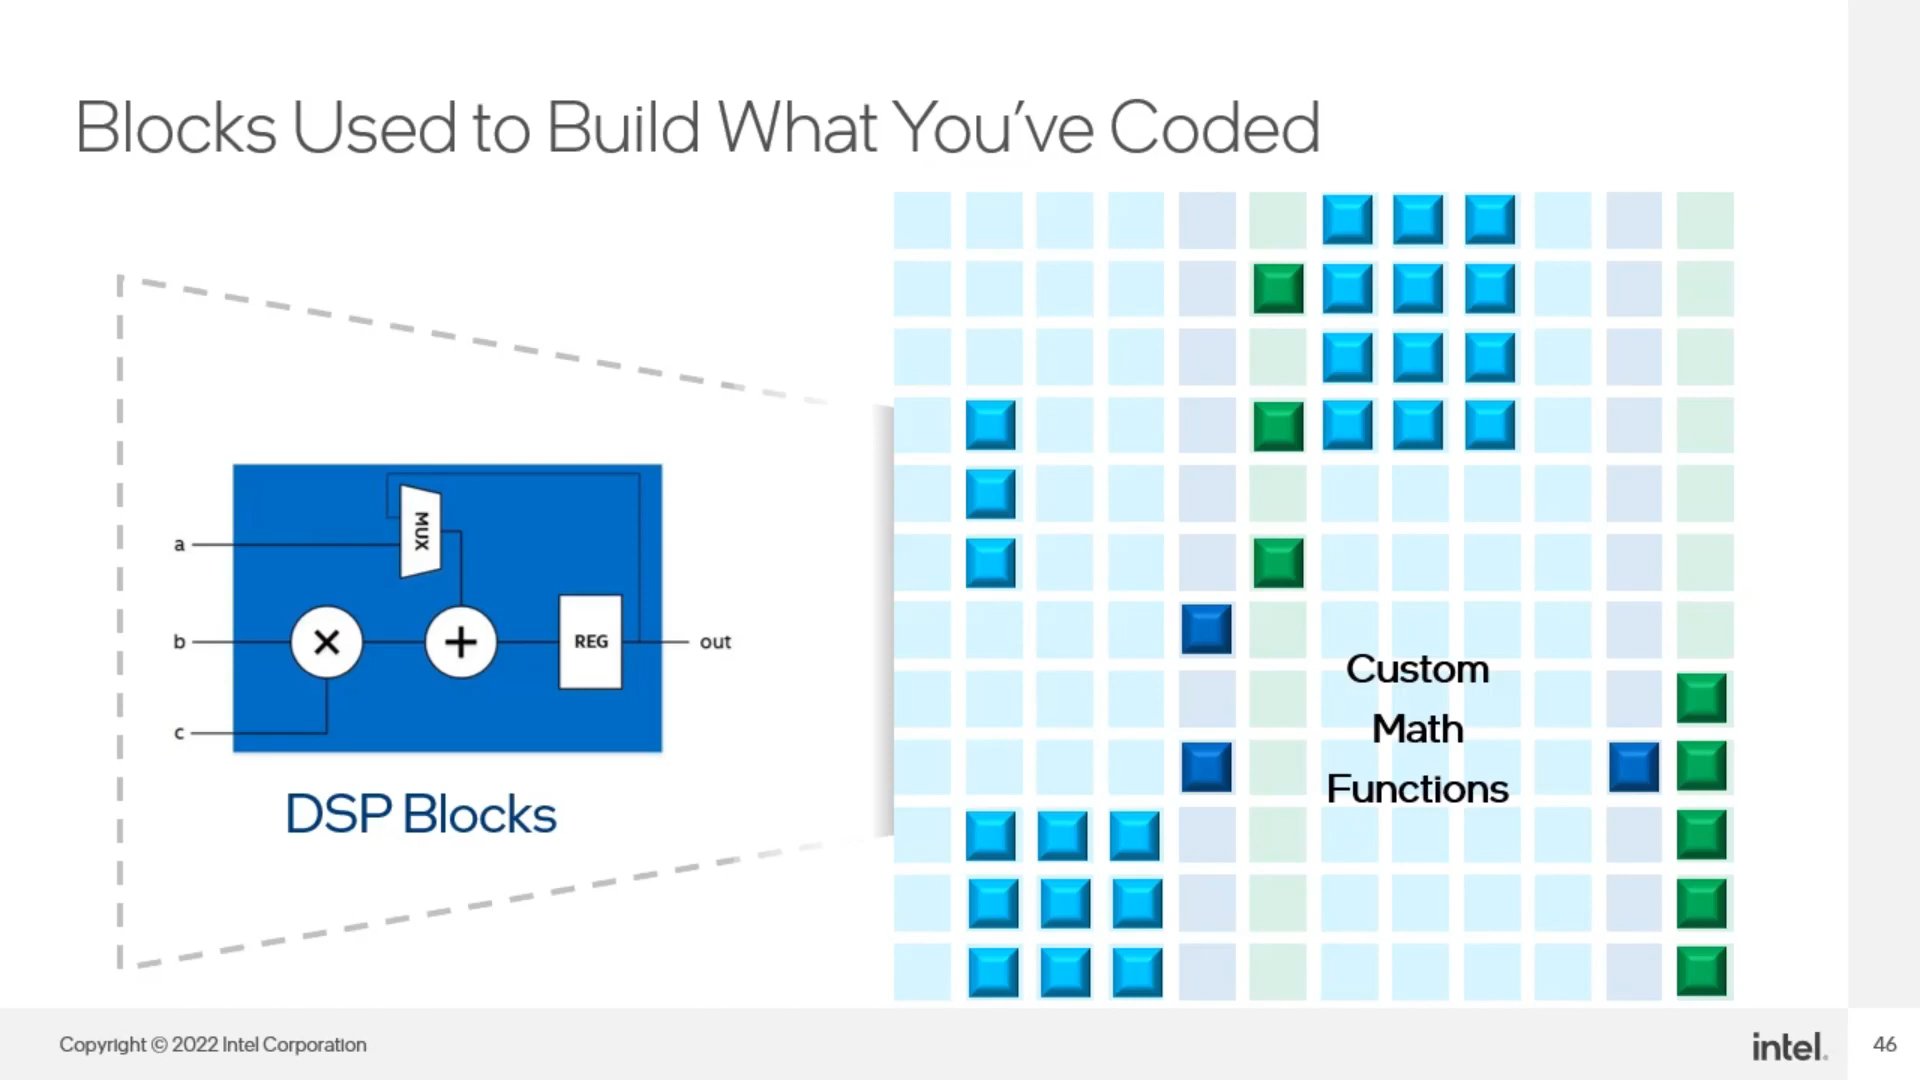 Blocks Used to Build What You’ve Coded
MUX
a
b
REG
out
c
DSP Blocks
Custom
Math
Functions
Copyright © 2022 Intel Corporation
intel.
46